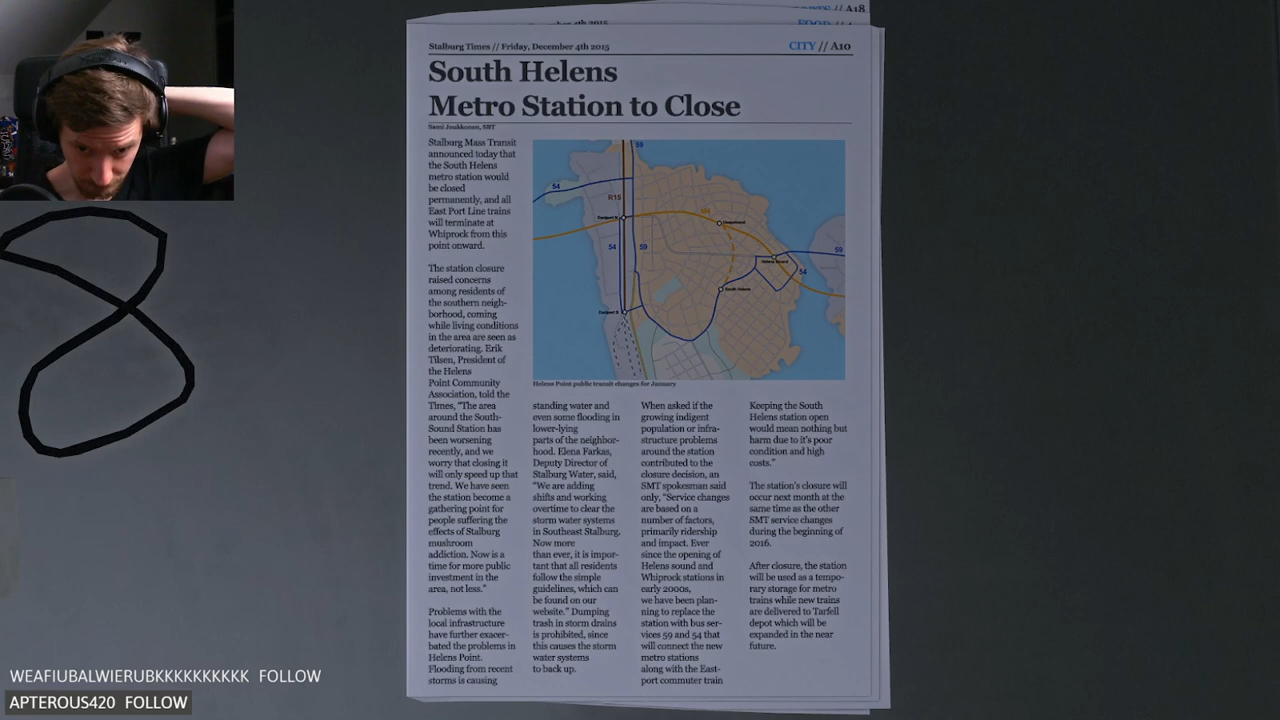 RTS // A18
FOOD //
December 4th 2015
Stalburg Times // Friday, December 4th 2015
CITY // A10
South Helens
Metro Station to Close
Sami Joukkonen, SBT
Stalburg Mass Transit
announced today that
the South Helens
metro station would
be closed
permanently, and all
East Port Line trains
will terminate at
Whiprock from this
point onward.
The station closure
raised concerns
among residents of
the southern neigh-
borhood, coming
while living conditions
in the area are seen as
deteriorating. Erik
Tilsen, President of
the Helens
Point Community
Association, told the
Times, "The area
around the South-
Sound Station has
been worsening
recently, and we
worry that closing it
will only speed up that
trend. We have seen
the station become a
gathering point for
people suffering the
effects of Stalburg
mushroom
addiction. Now is a
time for more public
investment in the
area, not less."
Problems with the
local infrastructure
have further exacer-
bated the problems in
Helens Point.
Flooding from recent
storms is causing
59
54
R15
54
59
59
54
South Helens
Helens Point public transit changes for January
standing water and
even some flooding in
lower-lying
parts of the neighbor-
hood. Elena Farkas,
Deputy Director of
Stalburg Water, said,
"We are adding
shifts and working
overtime to clear the
storm water systems
in Southeast Stalburg.
Now more
than ever, it is impor-
tant that all residents
follow the simple
guidelines, which can
be found on our
website." Dumping
trash in storm drains
is prohibited, since
this causes the storm
water systems
to back up.
When asked if the
growing indigent
population or infra-
structure problems
around the station
contributed to the
closure decision, an
SMT spokesman said
only, "Service changes
are based on a
number of factors,
primarily ridership
and impact. Ever
since the opening of
Helens sound and
Whiprock stations in
early 2000s,
we have been plan-
ning to replace the
station with bus ser-
vices 59 and 54 that
will connect the new
metro stations
along with the East-
port commuter train
Keeping the South
Helens station open
would mean nothing but
harm due to it's poor
condition and high
costs."
The station's closure will
occur next month at the
same time as the other
SMT service changes
during the beginning of
2016.
After closure, the station
will be used as a tempo-
rary storage for metro
trains while new trains
are delivered to Tarfell
depot which will be
expanded in the near
future.
8
WEAFIUBALWIERUBKKKKKKKKKK FOLLOW
APTEROUS420 FOLLOW